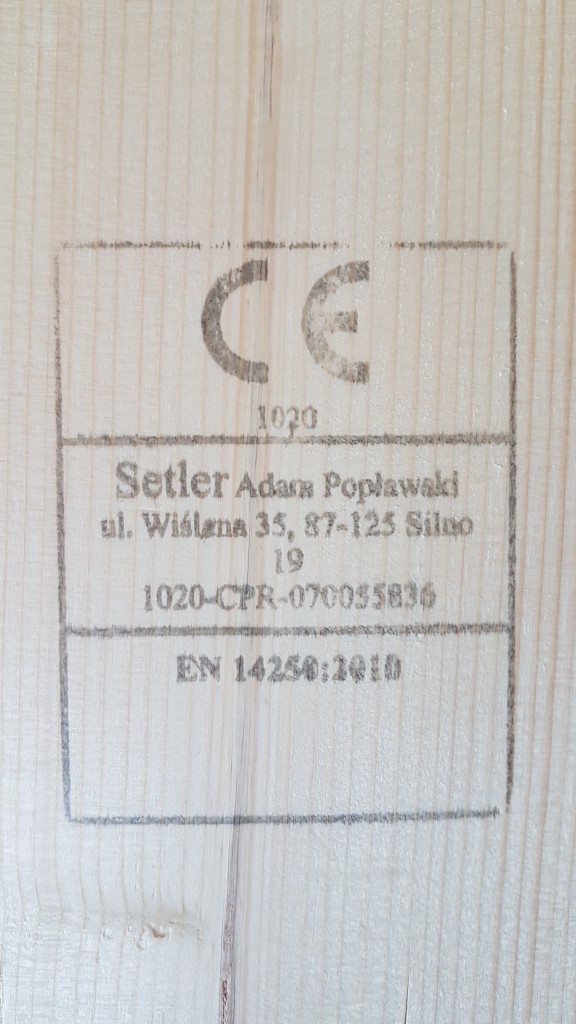 CE
1020
Setler Adam Popławski
ul. Wiślana 35, 87-125 Silno
19
1020-CPR-070055836
EN 14250:2010